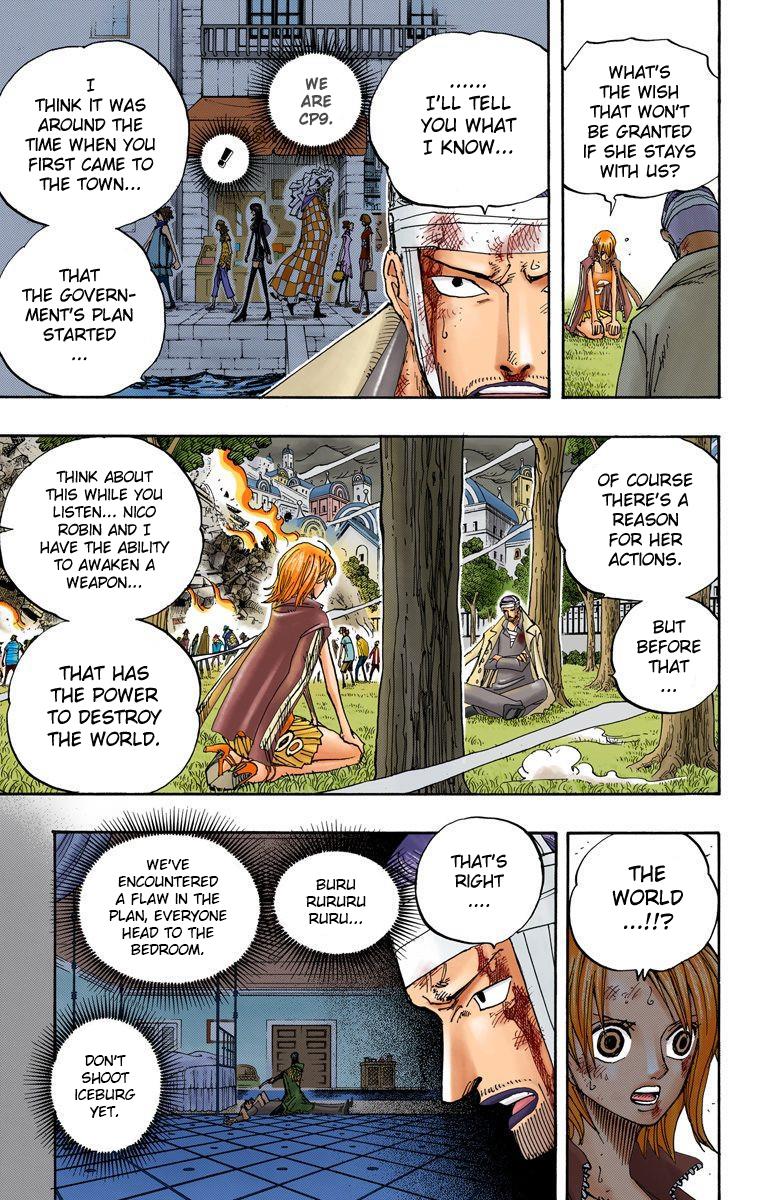 WHAT'S
THE WISH
THAT WON'T
BE GRANTED
IF SHE STAYS
WITH US?
......
I'LL TELL
YOU WHAT
I KNOW...
WE
ARE
CP9.
!
I
THINK IT WAS
AROUND THE
TIME WHEN YOU
FIRST CAME TO
THE TOWN...
THAT
THE GOVERN-
MENT'S PLAN
STARTED
...
OF COURSE
THERE'S A
REASON
FOR HER
ACTIONS.
BUT
BEFORE
THAT
...
THINK ABOUT
THIS WHILE YOU
LISTEN... NICO
ROBIN AND I
HAVE THE ABILITY
TO AWAKEN A
WEAPON...
THAT HAS
THE POWER
TO DESTROY
THE WORLD.
THE
WORLD
...!!?
THAT'S
RIGHT
....
BURU
RURURU
RURU...
WE'VE
ENCOUNTERED
A FLAW IN THE
PLAN, EVERYONE
HEAD TO THE
BEDROOM.
DON'T
SHOOT
ICEBURG
YET.